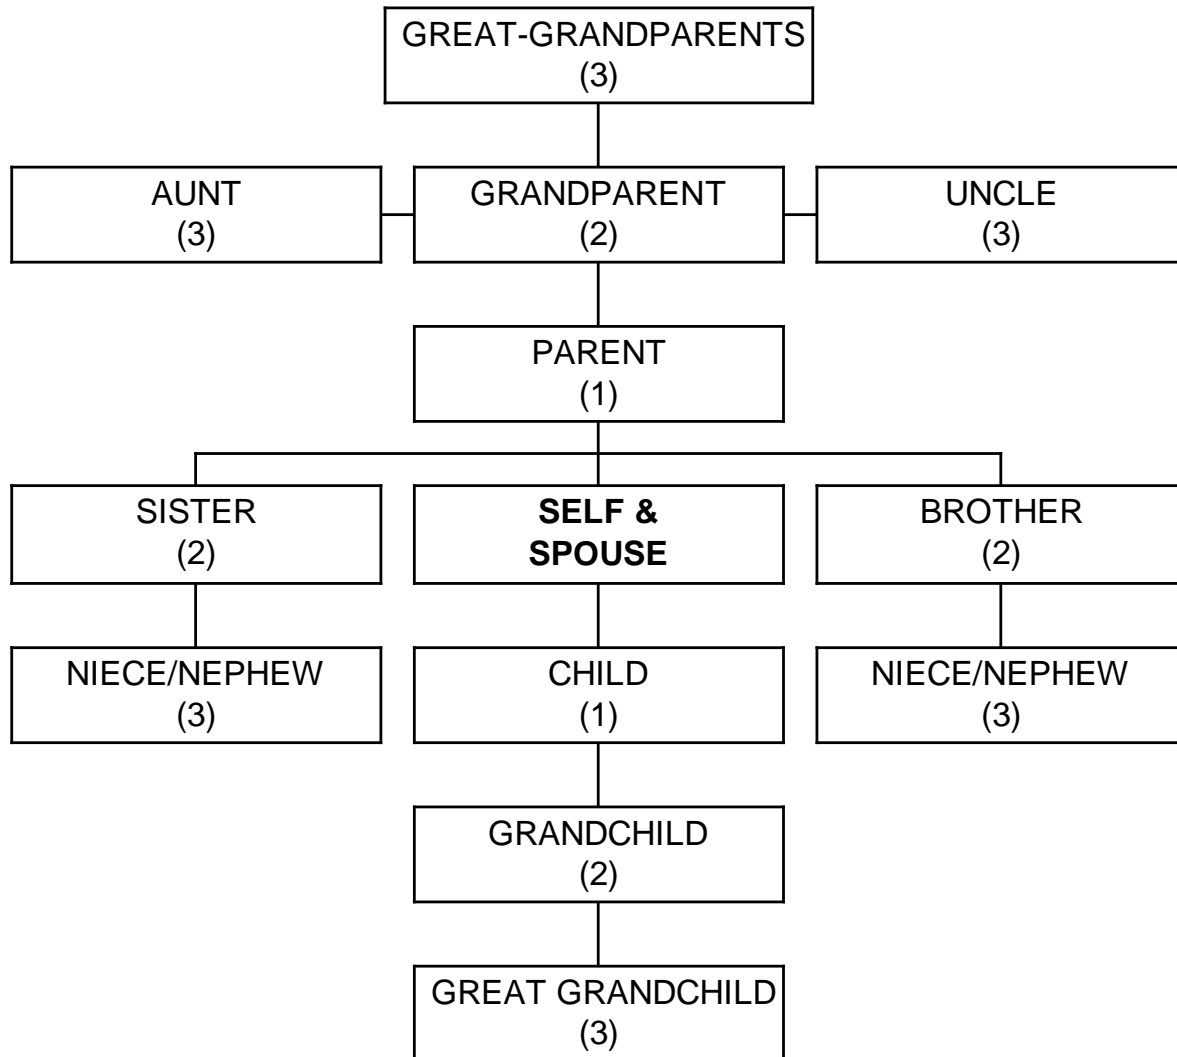 GREAT-GRANDPARENTS
(3)
AUNT
(3)
GRANDPARENT
(2)
UNCLE
(3)
PARENT
(1)
SISTER
(2)
SELF &
SPOUSE
BROTHER
(2)
NIECE/NEPHEW
(3)
CHILD
(1)
NIECE/NEPHEW
(3)
GRANDCHILD
(2)
GREAT GRANDCHILD
(3)